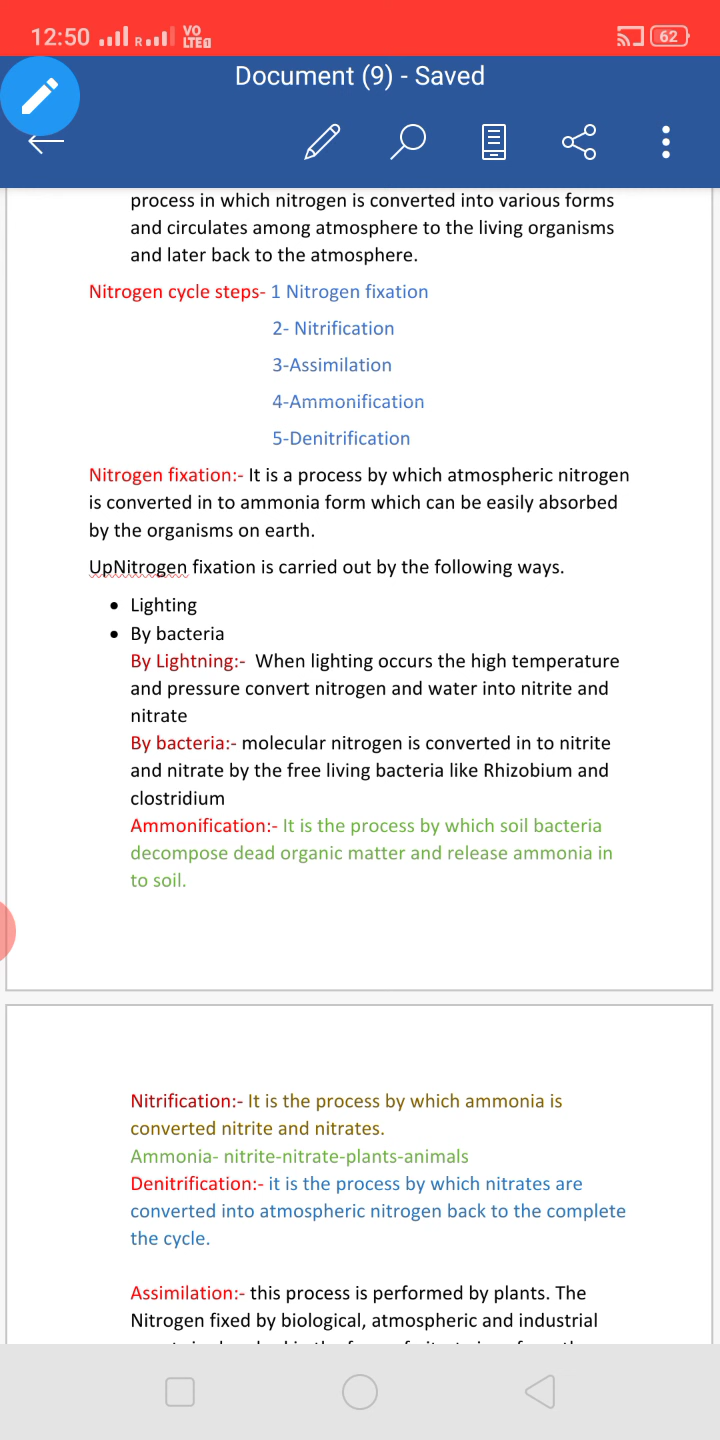 12:50 R VO LTE 62
Document (9) - Saved
process in which nitrogen is converted into various forms
and circulates among atmosphere to the living organisms
and later back to the atmosphere.
Nitrogen cycle steps- 1 Nitrogen fixation
2- Nitrification
3-Assimilation
4-Ammonification
5-Denitrification
Nitrogen fixation:- It is a process by which atmospheric nitrogen
is converted in to ammonia form which can be easily absorbed
by the organisms on earth.
UpNitrogen fixation is carried out by the following ways.
• Lighting
• By bacteria
By Lightning:- When lighting occurs the high temperature
and pressure convert nitrogen and water into nitrite and
nitrate
By bacteria:- molecular nitrogen is converted in to nitrite
and nitrate by the free living bacteria like Rhizobium and
clostridium
Ammonification:- It is the process by which soil bacteria
decompose dead organic matter and release ammonia in
to soil.
Nitrification:- It is the process by which ammonia is
converted nitrite and nitrates.
Ammonia- nitrite-nitrate-plants-animals
Denitrification:- it is the process by which nitrates are
converted into atmospheric nitrogen back to the complete
the cycle.
Assimilation:- this process is performed by plants. The
Nitrogen fixed by biological, atmospheric and industrial